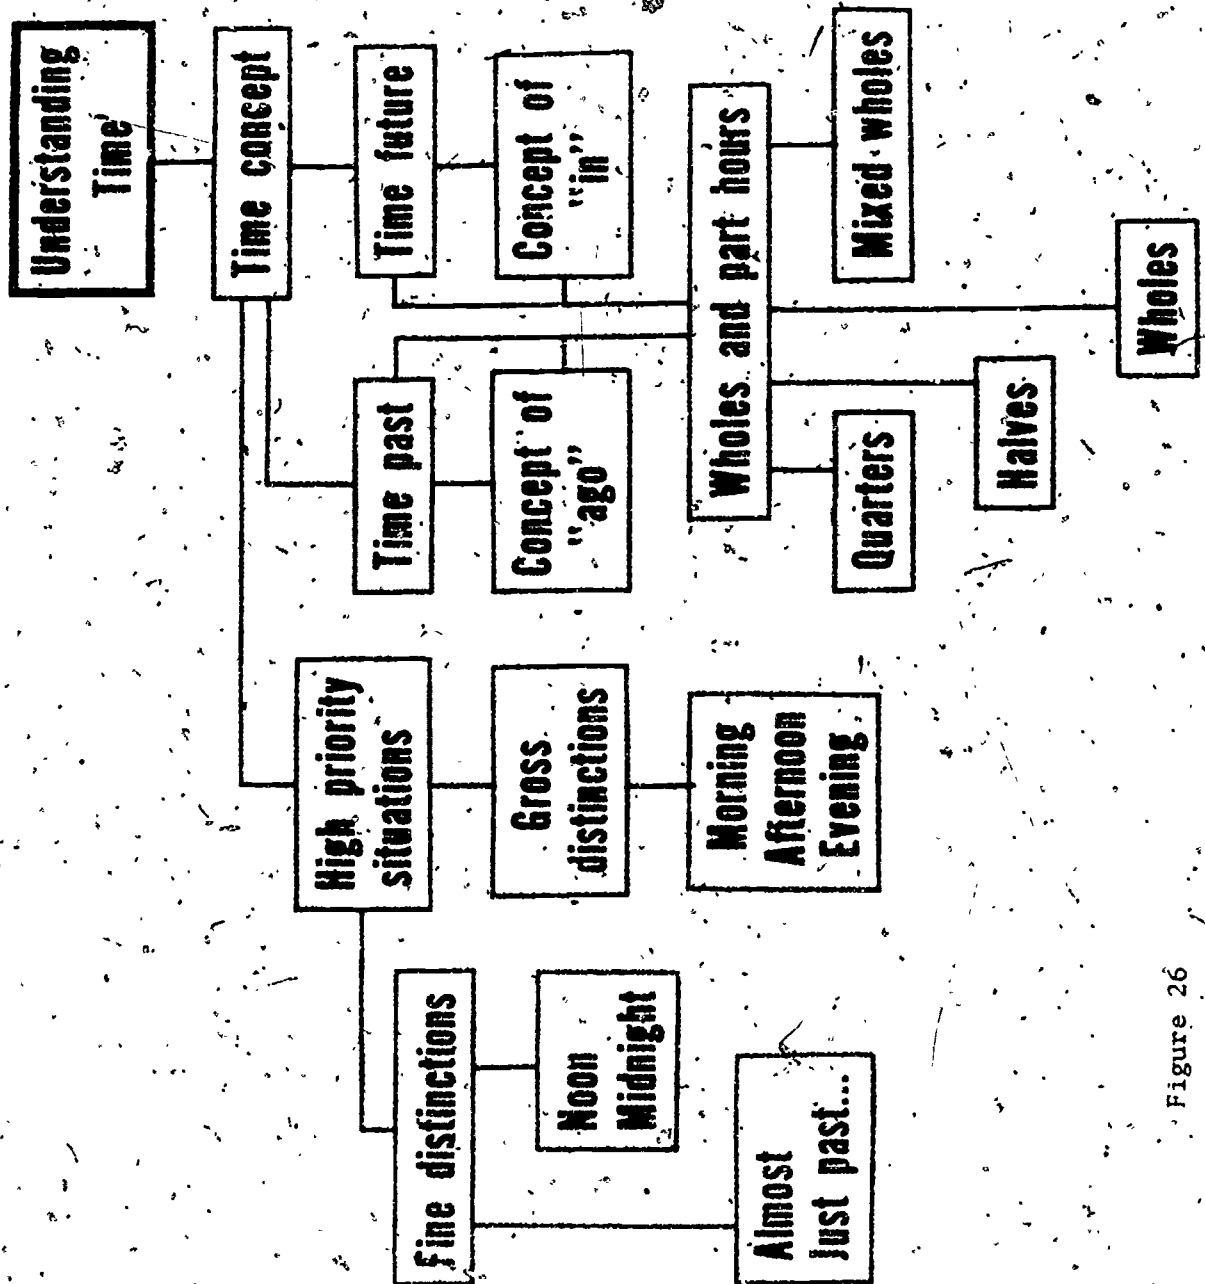 Understanding
Time
Time concept
High priority
situations
Time past
Time future
Fine distinctions
Gross
distinctions
Concept of
"ago"
Concept of
"in"
Noon
Midnight
Morning
Afternoon
Evening
Wholes and part hours
Almost
Just past...
Quarters
Mixed wholes
Halves
Wholes
Figure 26